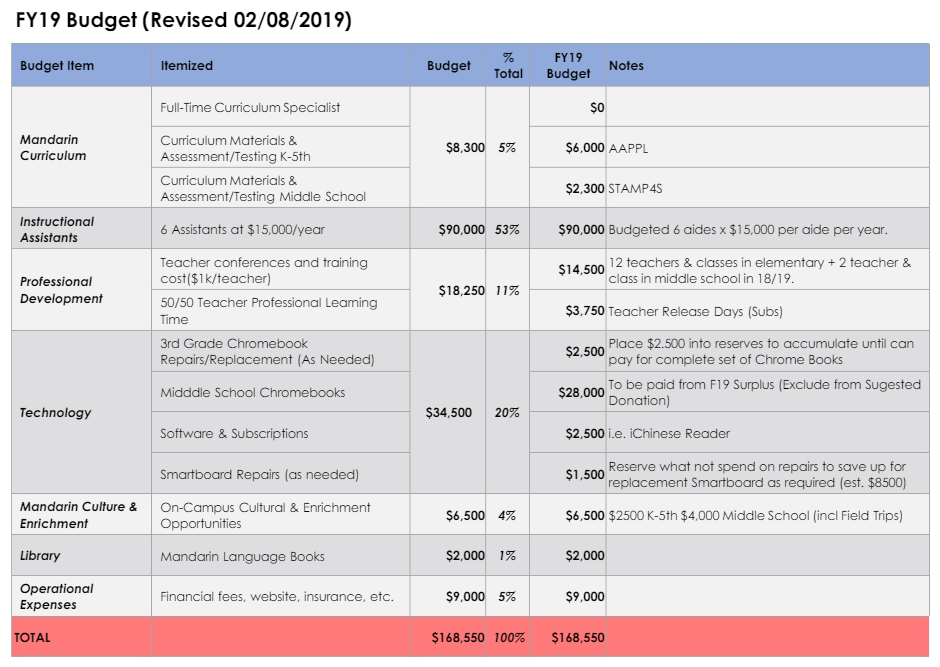 FY19 Budget (Revised 02/08/2019)
Budget Item Itemized Budget % Total FY19 Budget Notes
Mandarin Curriculum
Full-Time Curriculum Specialist $0
$8,300 5%
Curriculum Materials &
Assessment/Testing K-5th
$6,000 AAPPL
Curriculum Materials &
Assessment/Testing Middle School
$2,300 STAMP4S
Instructional
Assistants
6 Assistants at $15,000/year $90,000 53% $90,000 Budgeted 6 aides x $15,000 per aide per year.
Professional
Development
Teacher conferences and training
cost($1k/teacher)
$18,250 11%
$14,500 12 teachers & classes in elementary + 2 teacher &
class in middle school in 18/19.
50/50 Teacher Professional Learning
Time
$3,750 Teacher Release Days (Subs)
Technology
3rd Grade Chromebook
Repairs/Replacement (As Needed)
$34,500 20%
$2,500 Place $2.500 into reserves to accumulate until can
pay for complete set of Chrome Books
Midddle School Chromebooks
$28,000 To be paid from F19 Surplus (Exclude from Sugested
Donation)
Software & Subscriptions $2,500 i.e. iChinese Reader
Smartboard Repairs (as needed)
$1,500 Reserve what not spend on repairs to save up for
replacement Smartboard as required (est. $8500)
Mandarin Culture &
Enrichment
On-Campus Cultural & Enrichment
Opportunities
$6,500 4% $6,500 $2500 K-5th $4,000 Middle School (incl Field Trips)
Library Mandarin Language Books $2,000 1% $2,000
Operational
Expenses
Financial fees, website, insurance, etc. $9,000 5% $9,000
TOTAL $168,550 100% $168,550